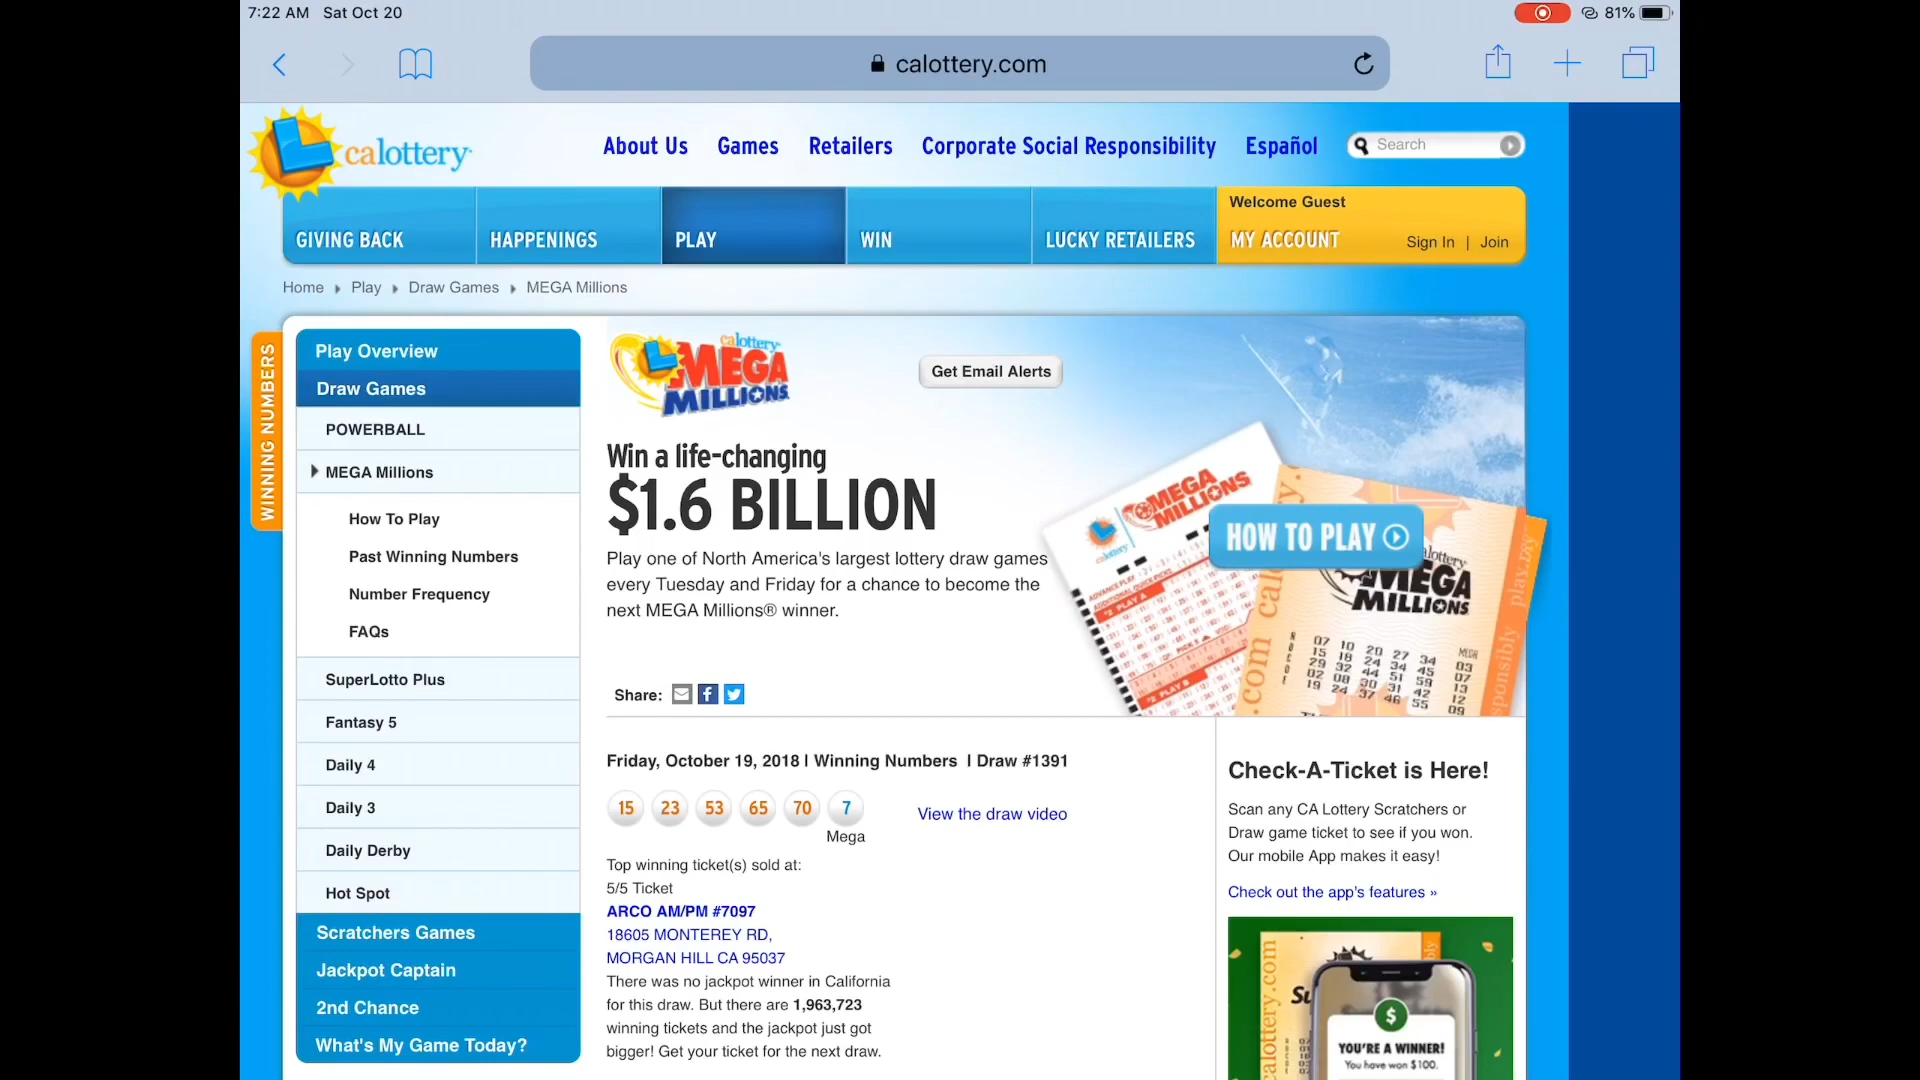 7:22 AM Sat Oct 20
81%
calottery.com
calottery
About Us Games Retailers Corporate Social Responsibility Español
Search
GIVING BACK HAPPENINGS PLAY WIN LUCKY RETAILERS
Welcome Guest
MY ACCOUNT Sign In | Join
Home Play Draw Games MEGA Millions
WINNING NUMBERS
Play Overview
Draw Games
POWERBALL
MEGA Millions
How To Play
Past Winning Numbers
Number Frequency
FAQs
SuperLotto Plus
Fantasy 5
Daily 4
Daily 3
Daily Derby
Hot Spot
Scratchers Games
Jackpot Captain
2nd Chance
What's My Game Today?
calottery
MEGA
MILLIONS
Get Email Alerts
Win a life-changing
$1.6 BILLION
Play one of North America's largest lottery draw games
every Tuesday and Friday for a chance to become the
next MEGA Millions® winner.
MEGA
MILLIONS
HOW TO PLAY
MEGA
MILLIONS
Share:
Friday, October 19, 2018 I Winning Numbers I Draw #1391
15 23 53 65 70 7
Mega
View the draw video
Top winning ticket(s) sold at:
5/5 Ticket
ARCO AM/PM #7097
18605 MONTEREY RD,
MORGAN HILL CA 95037
There was no jackpot winner in California
for this draw. But there are 1,963,723
winning tickets and the jackpot just got
bigger! Get your ticket for the next draw.
Check-A-Ticket is Here!
Scan any CA Lottery Scratchers or
Draw game ticket to see if you won.
Our mobile App makes it easy!
Check out the app's features »
calottery.com
$
YOU'RE A WINNER!
You have won $100.